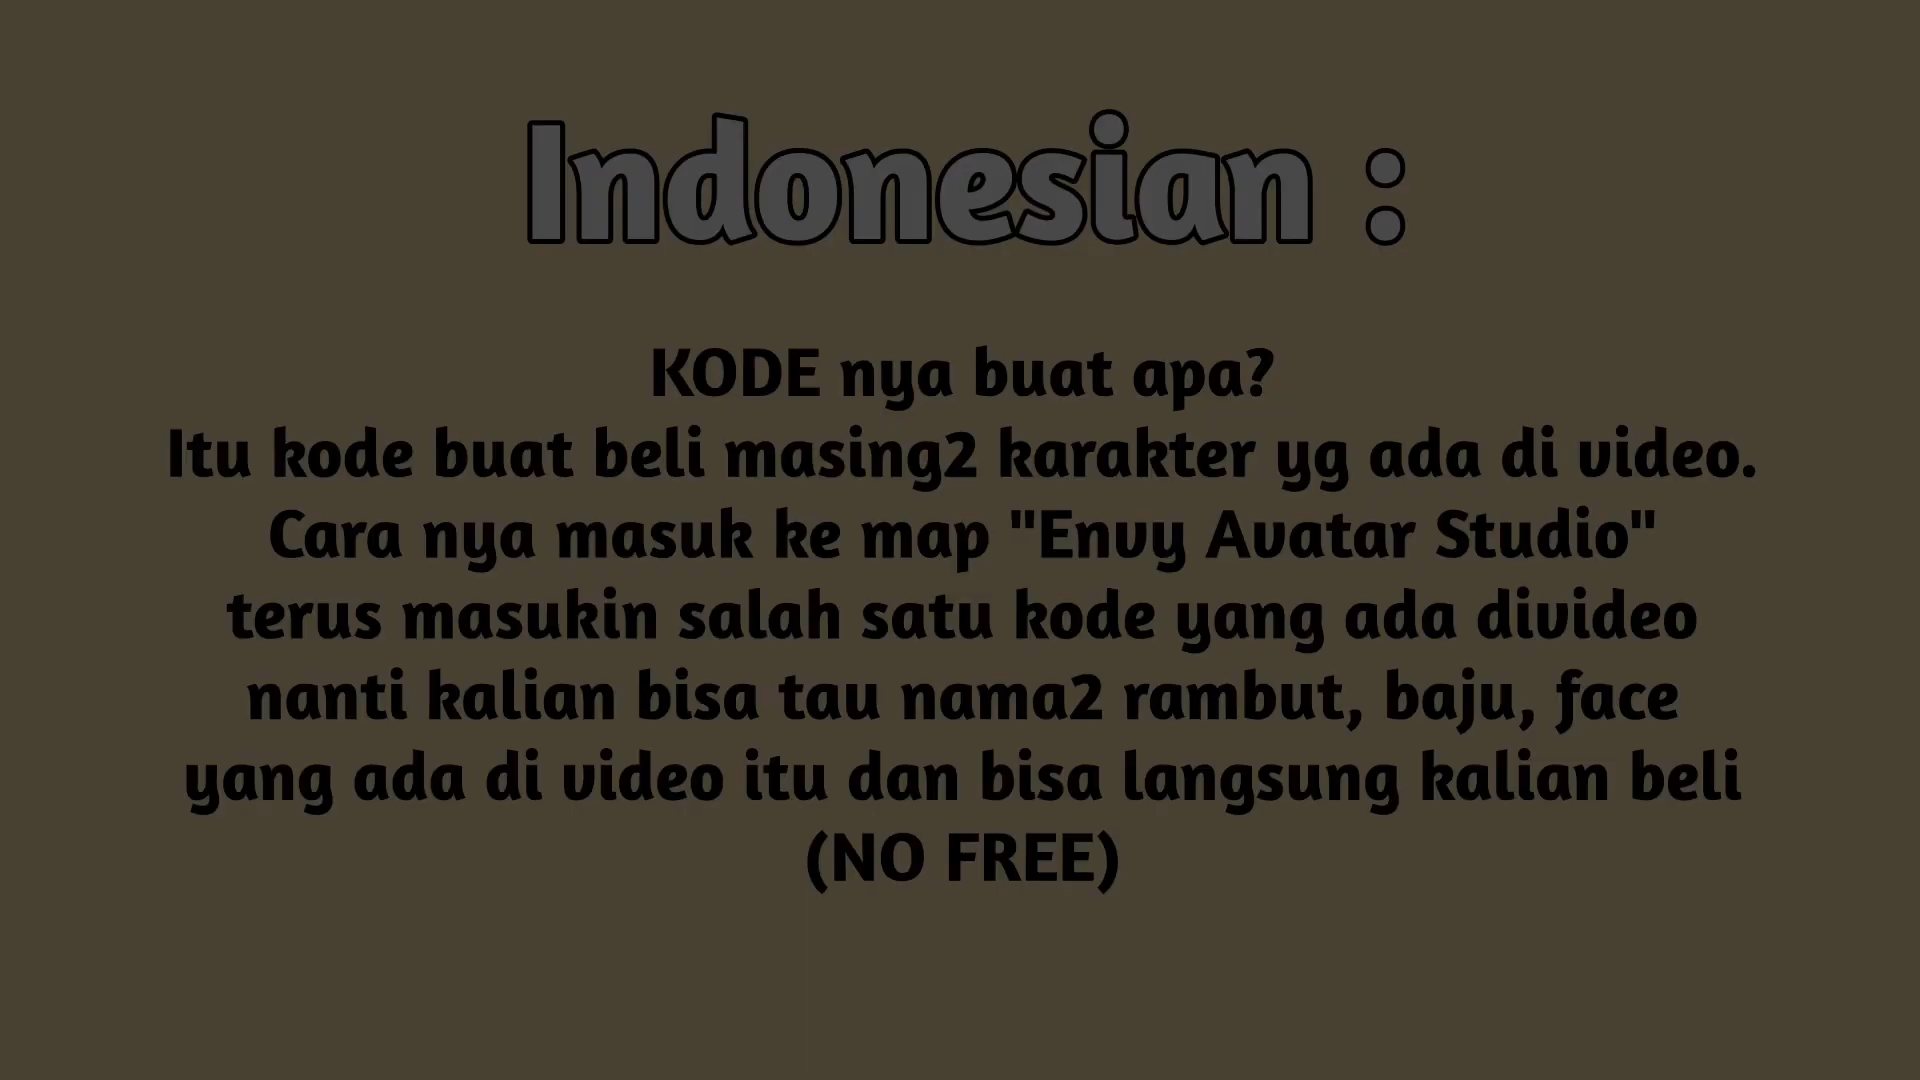 Indonesian :
KODE nya buat apa?
Itu kode buat beli masing2 karakter yg ada di video.
Cara nya masuk ke map "Envy Avatar Studio"
terus masukin salah satu kode yang ada divideo
nanti kalian bisa tau nama2 rambut, baju, face
yang ada di video itu dan bisa langsung kalian beli
(NO FREE)